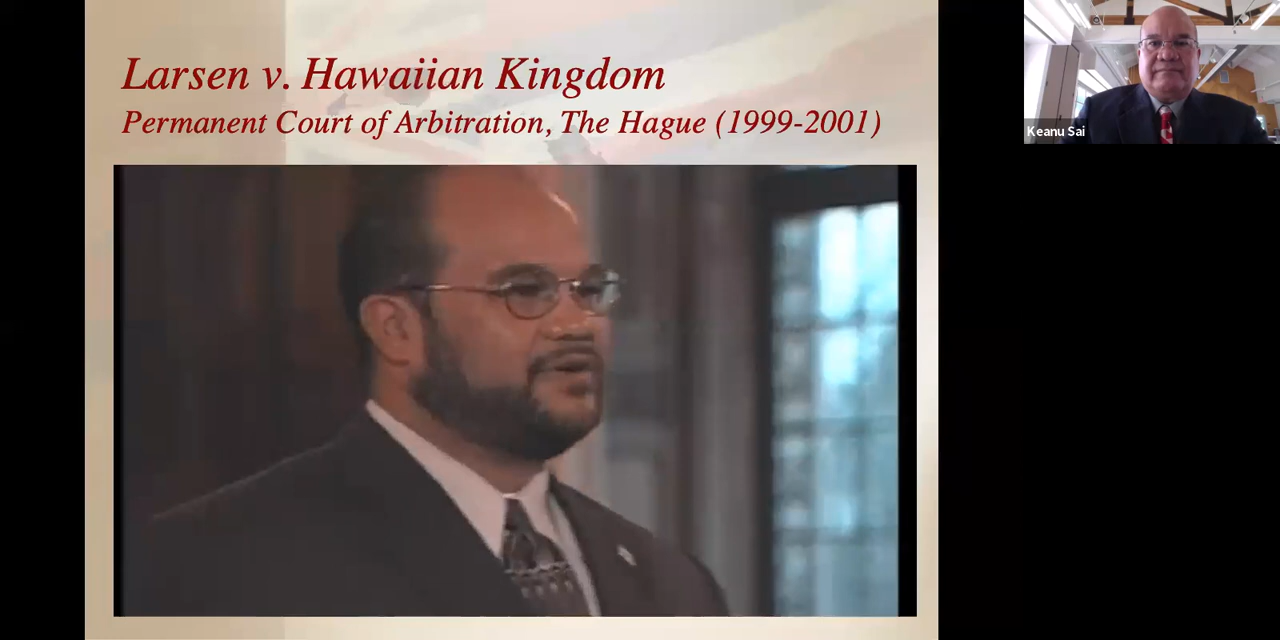 Larsen v. Hawaiian Kingdom
Permanent Court of Arbitration, The Hague (1999-2001)
Keanu Sai